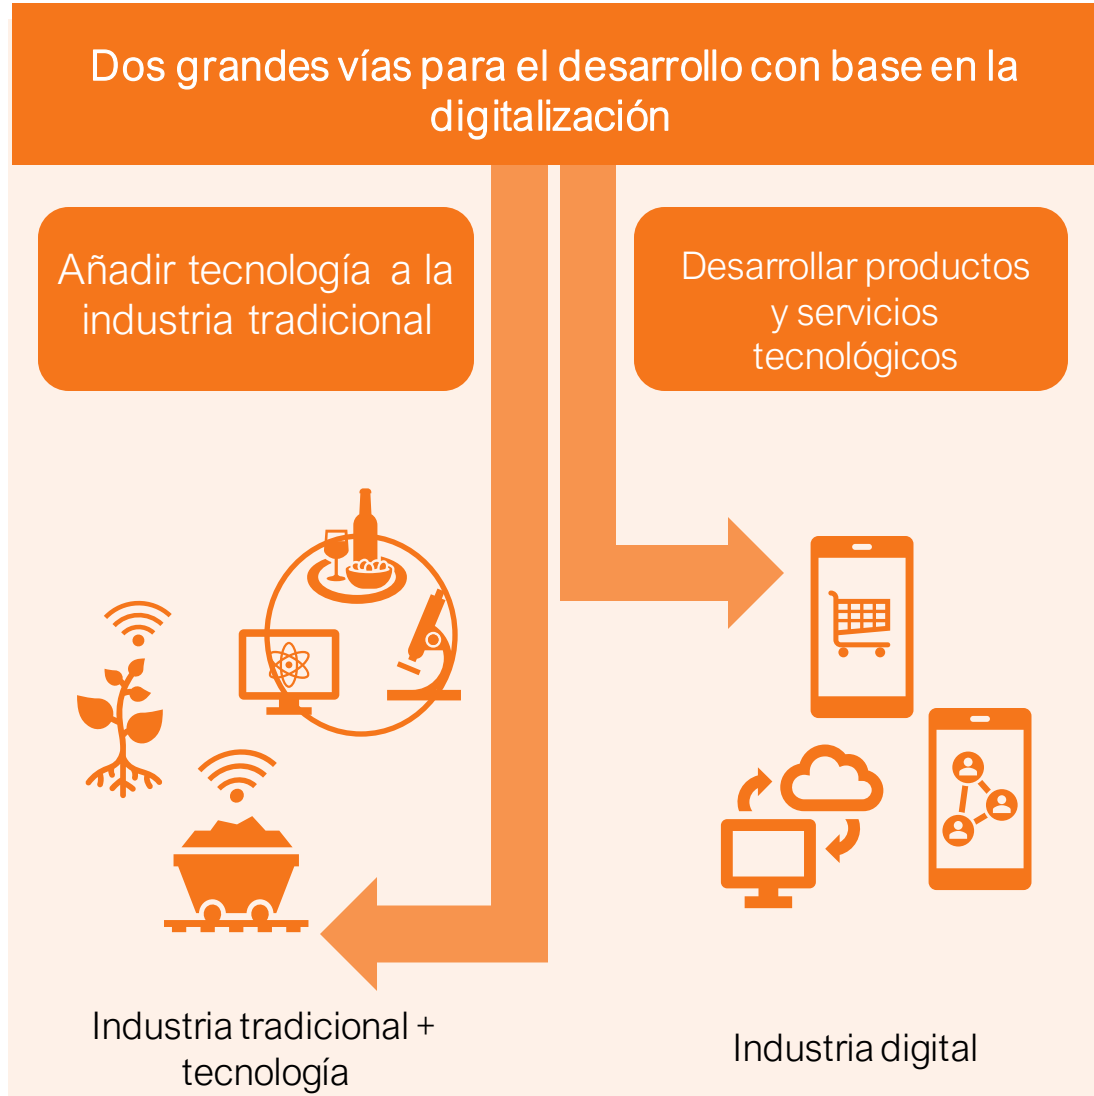 Dos grandes vías para el desarrollo con base en la
digitalización
Añadir tecnología a la
industria tradicional
Desarrollar productos
y servicios
tecnológicos
Industria tradicional +
tecnología
Industria digital